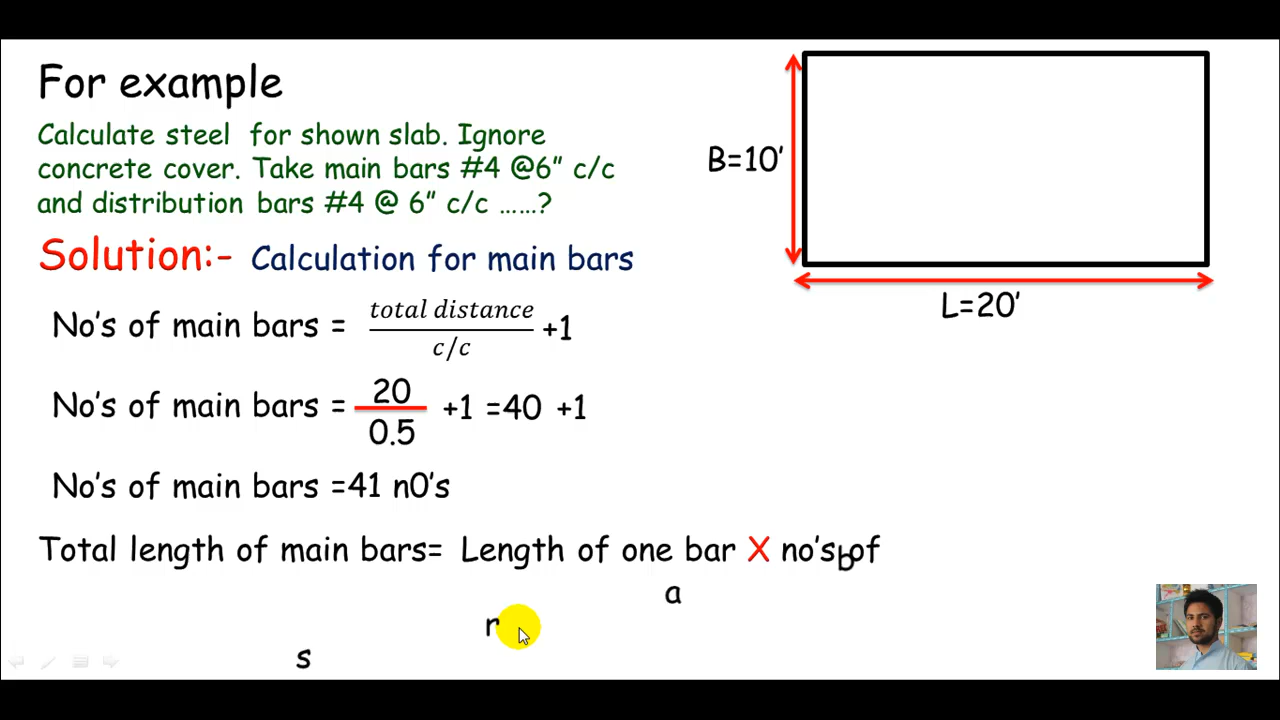 For example
Calculate steel for shown slab. Ignore
concrete cover. Take main bars #4 @6” c/c
and distribution bars #4 @ 6” c/c ……?
Solution:- Calculation for main bars
No’s of main bars = total distance / c/c +1
No’s of main bars = 20 / 0.5 +1 =40 +1
No’s of main bars =41 n0’s
Total length of main bars= Length of one bar X no’s of
b
a
r
s
B=10’
L=20’